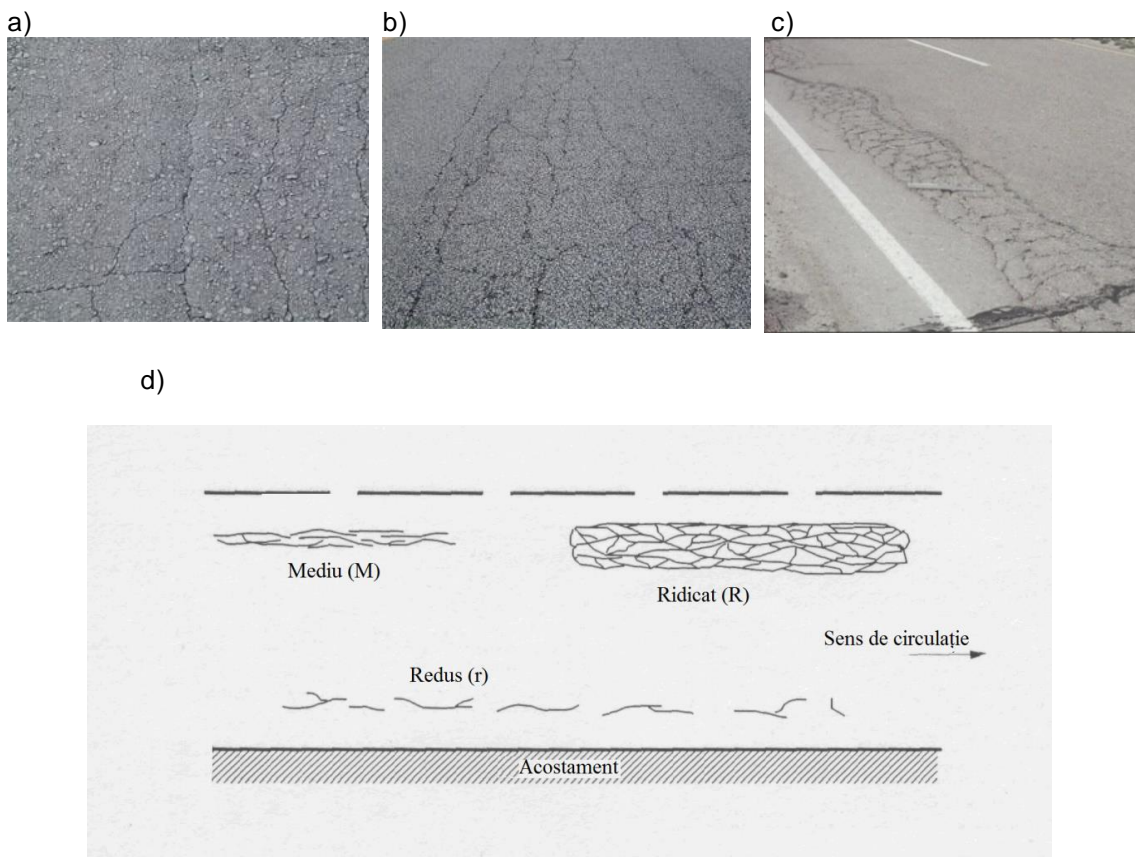 a)
b)
c)
d)
Mediu (M)
Ridicat (R)
Sens de circulație
Redus (r)
Acostament